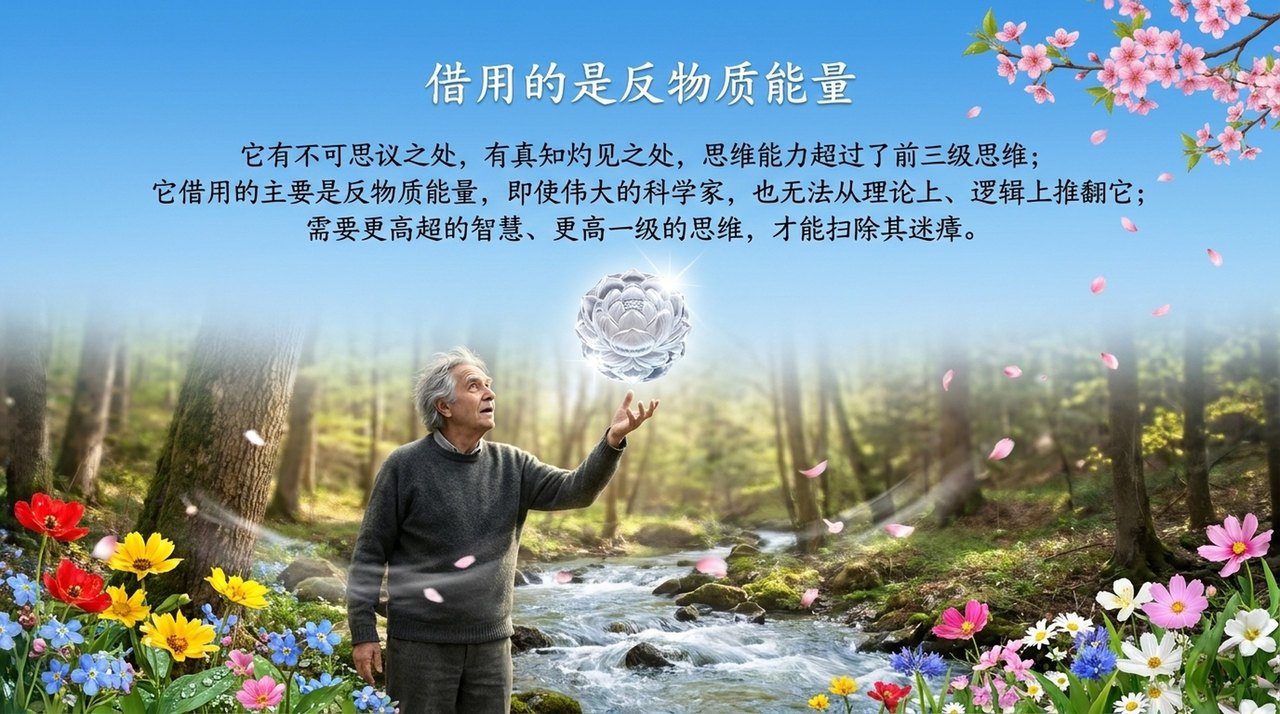 借用的是反物质能量
它有不可思议之处，有真知灼见之处，思维能力超过了前三级思维；
它借用的主要是反物质能量，即使伟大的科学家，也无法从理论上、逻辑上推翻它；
需要更高超的智慧、更高一级的思维，才能扫除其迷瘴。